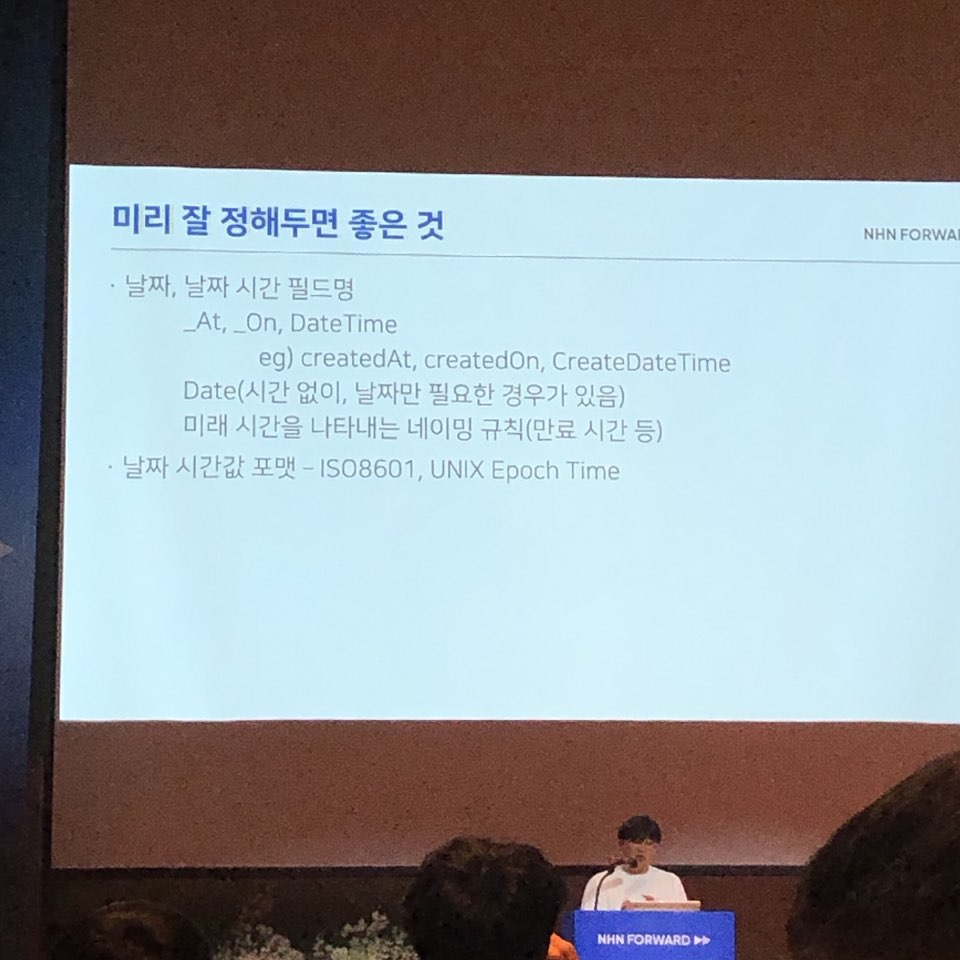 미리 잘 정해두면 좋은 것
NHN FORWAR
· 날짜, 날짜 시간 필드명
_At, _On, DateTime
eg) createdAt, createdOn, CreateDateTime
Date(시간 없이, 날짜만 필요한 경우가 있음)
미래 시간을 나타내는 네이밍 규칙(만료 시간 등)
· 날짜 시간값 포맷 – ISO8601, UNIX Epoch Time
NHN FORWARD